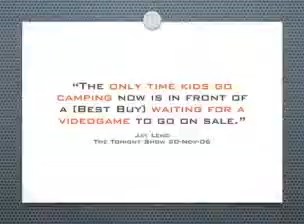 “The only time kids go
camping now is in front of
a [Best Buy] waiting for a
videogame to go on sale.”
Jay Leno
The Tonight Show 20-Nov-06